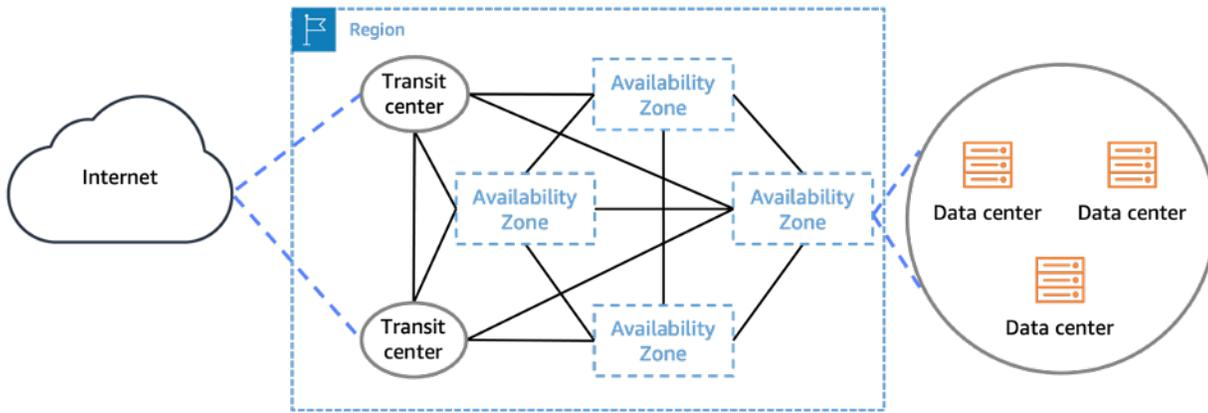 Region
Transit
center
Availability
Zone
Internet
Availability
Zone
Availability
Zone
Data center
Data center
Transit
center
Availability
Zone
Data center